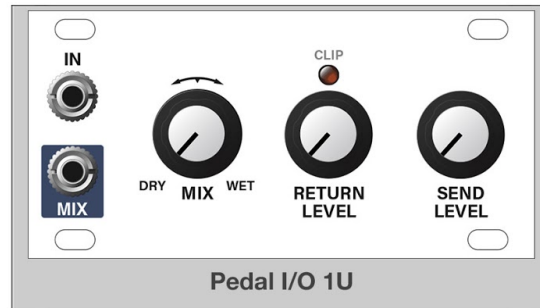 IN
CLIP
MIX
DRY MIX WET
RETURN
LEVEL
SEND
LEVEL
Pedal I/O 1U